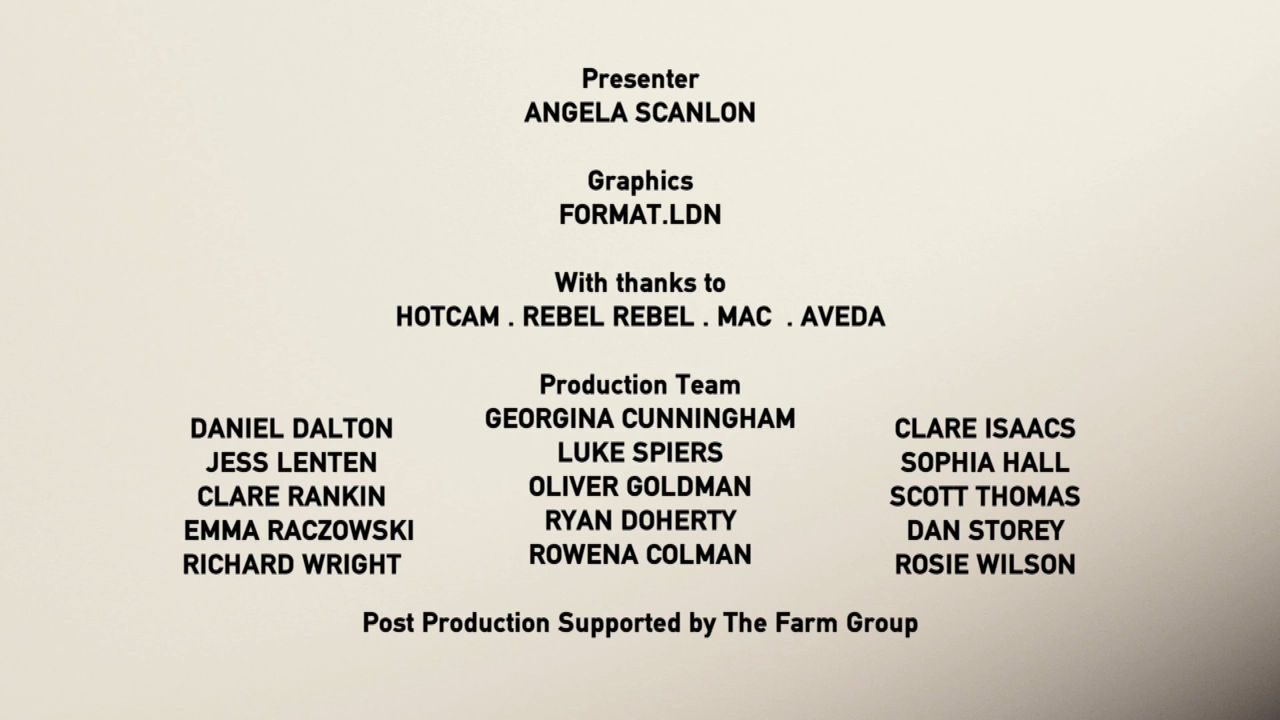 Presenter
ANGELA SCANLON
Graphics
FORMAT.LDN
With thanks to
HOTCAM . REBEL REBEL . MAC  . AVEDA
Production Team
DANIEL DALTON
JESS LENTEN
CLARE RANKIN
EMMA RACZOWSKI
RICHARD WRIGHT
GEORGINA CUNNINGHAM
LUKE SPIERS
OLIVER GOLDMAN
RYAN DOHERTY
ROWENA COLMAN
CLARE ISAACS
SOPHIA HALL
SCOTT THOMAS
DAN STOREY
ROSIE WILSON
Post Production Supported by The Farm Group